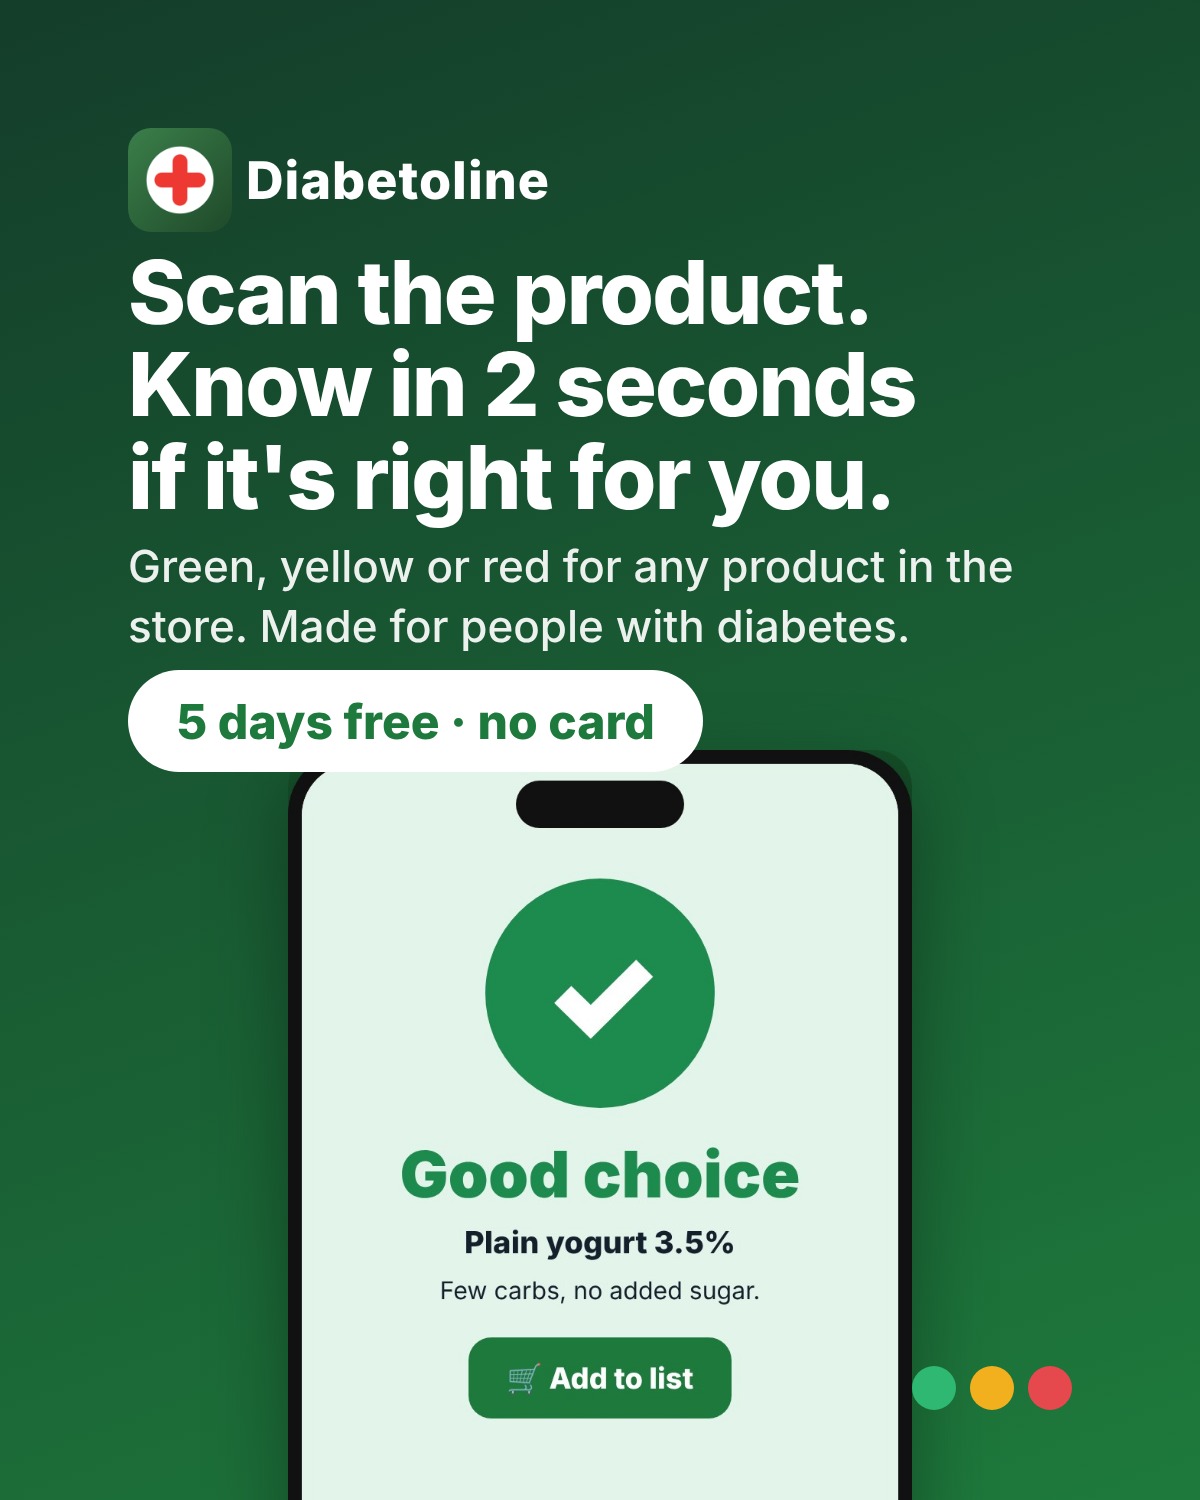 Diabetoline
Scan the product.
Know in 2 seconds
if it's right for you.
Green, yellow or red for any product in the
store. Made for people with diabetes.
5 days free · no card
Good choice
Plain yogurt 3.5%
Few carbs, no added sugar.
🛒 Add to list